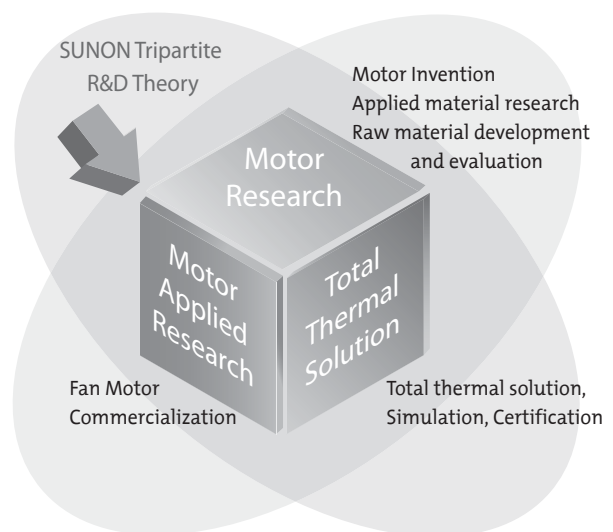 SUNON Tripartite
R&D Theory
Motor Invention
Applied material research
Raw material development
and evaluation
Motor
Research
Motor
Applied
Research
Total
Thermal
Solution
Fan Motor
Commercialization
Total thermal solution,
Simulation, Certification